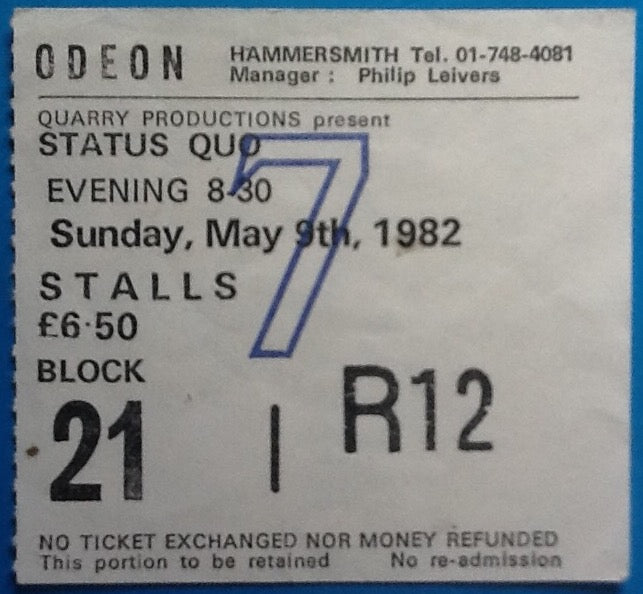 ODEON HAMMERSMITH Tel. 01-748-4081
Manager : Philip Leivers
QUARRY PRODUCTIONS present
STATUS QUO
7
EVENING 8-30
Sunday, May 9th, 1982
STALLS
£6·50
BLOCK
21 | R12
NO TICKET EXCHANGED NOR MONEY REFUNDED
This portion to be retained No re-admission